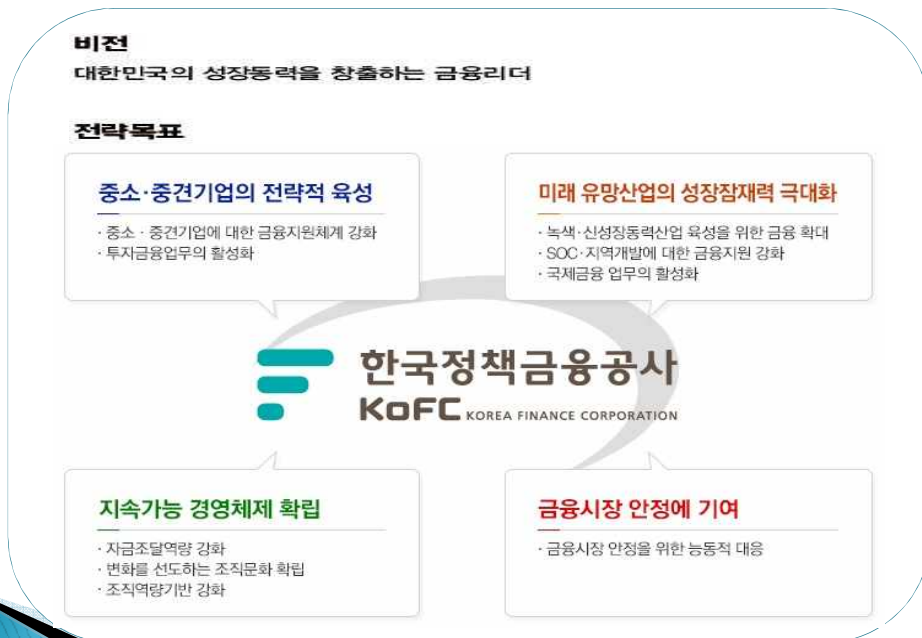 비전
대한민국의 성장동력을 창출하는 금융리더
전략목표
중소·중견기업의 전략적 육성
· 중소 · 중견기업에 대한 금융지원체계 강화
· 투자금융업무의 활성화
미래 유망산업의 성장잠재력 극대화
· 녹색·신성장동력산업 육성을 위한 금융 확대
· SOC·지역개발에 대한 금융지원 강화
· 국제금융 업무의 활성화
한국정책금융공사
KoFC KOREA FINANCE CORPORATION
지속가능 경영체제 확립
· 자금조달역량 강화
· 변화를 선도하는 조직문화 확립
· 조직역량기반 강화
금융시장 안정에 기여
· 금융시장 안정을 위한 능동적 대응